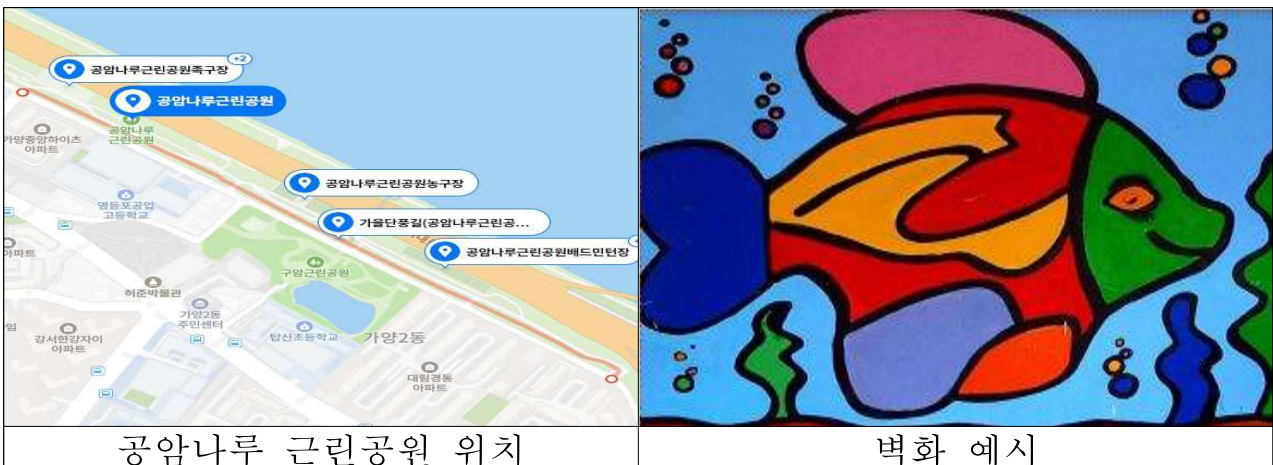 공암나루근린공원족구장
+2
공암나루근린공원
가양중앙하이츠
아파트
공암나루
근린공원
공암나루근린공원농구장
영등포공업
고등학교
가을단풍길(공암나루근린공...
공암나루근린공원배드민턴장
아파트
구암근린공원
허준박물관
가양2동
주민센터
강서한강자이
아파트
탑산초등학교
가양2동
대림경동
아파트
공암나루 근린공원 위치
벽화 예시